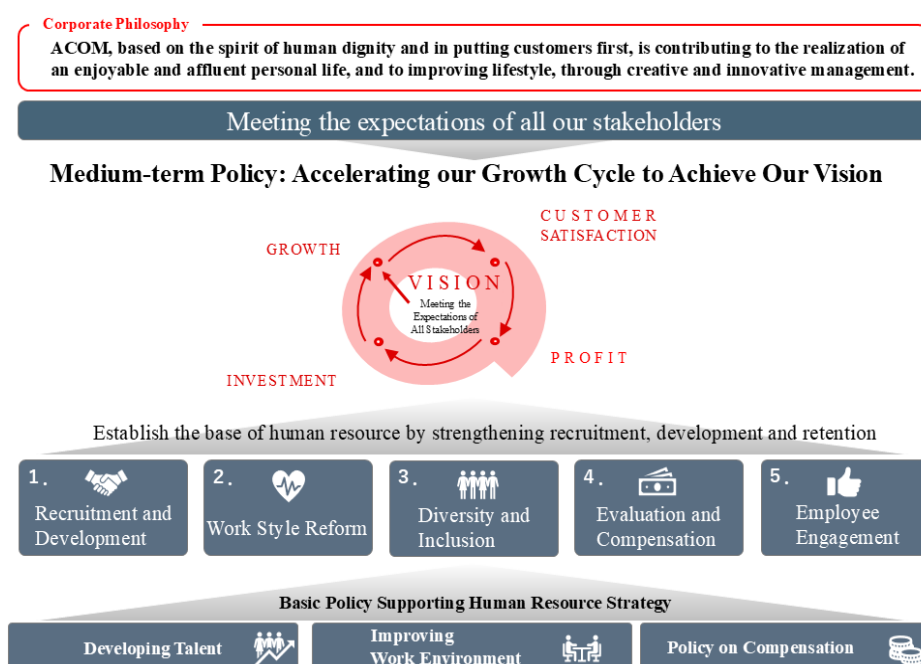 Corporate Philosophy
ACOM, based on the spirit of human dignity and in putting customers first, is contributing to the realization of
an enjoyable and affluent personal life, and to improving lifestyle, through creative and innovative management.
Meeting the expectations of all our stakeholders
Medium-term Policy: Accelerating our Growth Cycle to Achieve Our Vision
CUSTOMER
SATISFACTION
GROWTH
VISION
Meeting the
Expectations of
All Stakeholders
PROFIT
INVESTMENT
Establish the base of human resource by strengthening recruitment, development and retention
1.
Recruitment and
Development
2.
Work Style Reform
3.
Diversity and
Inclusion
4.
Evaluation and
Compensation
5.
Employee
Engagement
Basic Policy Supporting Human Resource Strategy
Developing Talent
Improving
Work Environment
Policy on Compensation